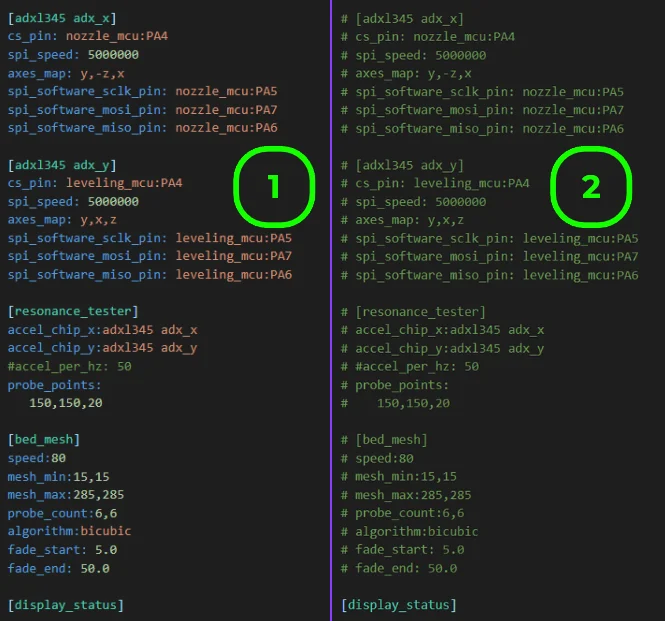 [adxl345 adx_x]
cs_pin: nozzle_mcu:PA4
spi_speed: 5000000
axes_map: y,-z,x
spi_software_sclk_pin: nozzle_mcu:PA5
spi_software_mosi_pin: nozzle_mcu:PA7
spi_software_miso_pin: nozzle_mcu:PA6

[adxl345 adx_y]
cs_pin: leveling_mcu:PA4
spi_speed: 5000000
axes_map: y,x,z
spi_software_sclk_pin: leveling_mcu:PA5
spi_software_mosi_pin: leveling_mcu:PA7
spi_software_miso_pin: leveling_mcu:PA6
1

[resonance_tester]
accel_chip_x:adxl345 adx_x
accel_chip_y:adxl345 adx_y
#accel_per_hz: 50
probe_points:
   150,150,20

[bed_mesh]
speed:80
mesh_min:15,15
mesh_max:285,285
probe_count:6,6
algorithm:bicubic
fade_start: 5.0
fade_end: 50.0

[display_status]

# [adxl345 adx_x]
# cs_pin: nozzle_mcu:PA4
# spi_speed: 5000000
# axes_map: y,-z,x
# spi_software_sclk_pin: nozzle_mcu:PA5
# spi_software_mosi_pin: nozzle_mcu:PA7
# spi_software_miso_pin: nozzle_mcu:PA6

# [adxl345 adx_y]
# cs_pin: leveling_mcu:PA4
# spi_speed: 5000000
# axes_map: y,x,z
# spi_software_sclk_pin: leveling_mcu:PA5
# spi_software_mosi_pin: leveling_mcu:PA7
# spi_software_miso_pin: leveling_mcu:PA6
2

# [resonance_tester]
# accel_chip_x:adxl345 adx_x
# accel_chip_y:adxl345 adx_y
# #accel_per_hz: 50
# probe_points:
#    150,150,20

# [bed_mesh]
# speed:80
# mesh_min:15,15
# mesh_max:285,285
# probe_count:6,6
# algorithm:bicubic
# fade_start: 5.0
# fade_end: 50.0

[display_status]